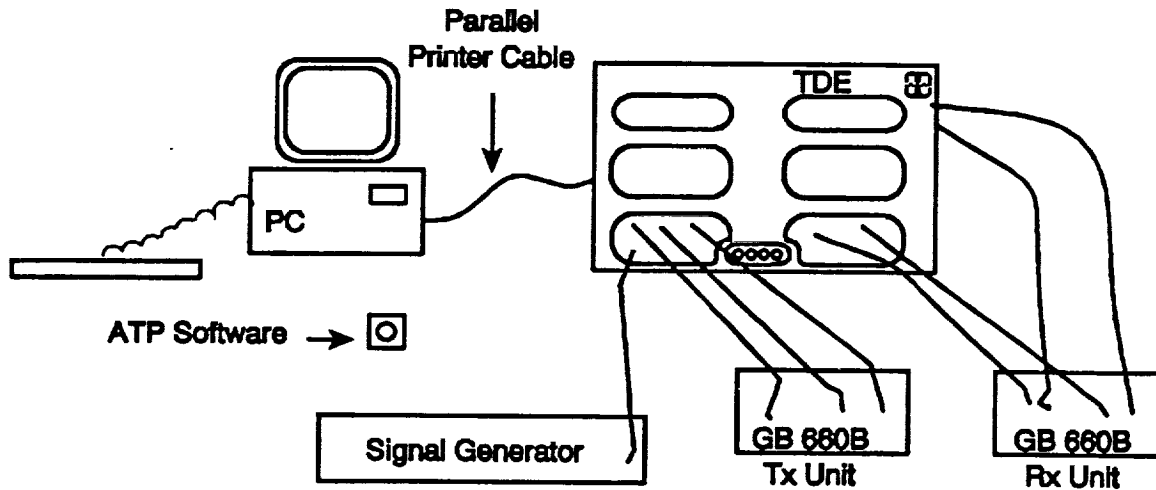 Parallel
Printer Cable
TDE
PC
ATP Software
Signal Generator
GB 660B
Tx Unit
GB 660B
Rx Unit